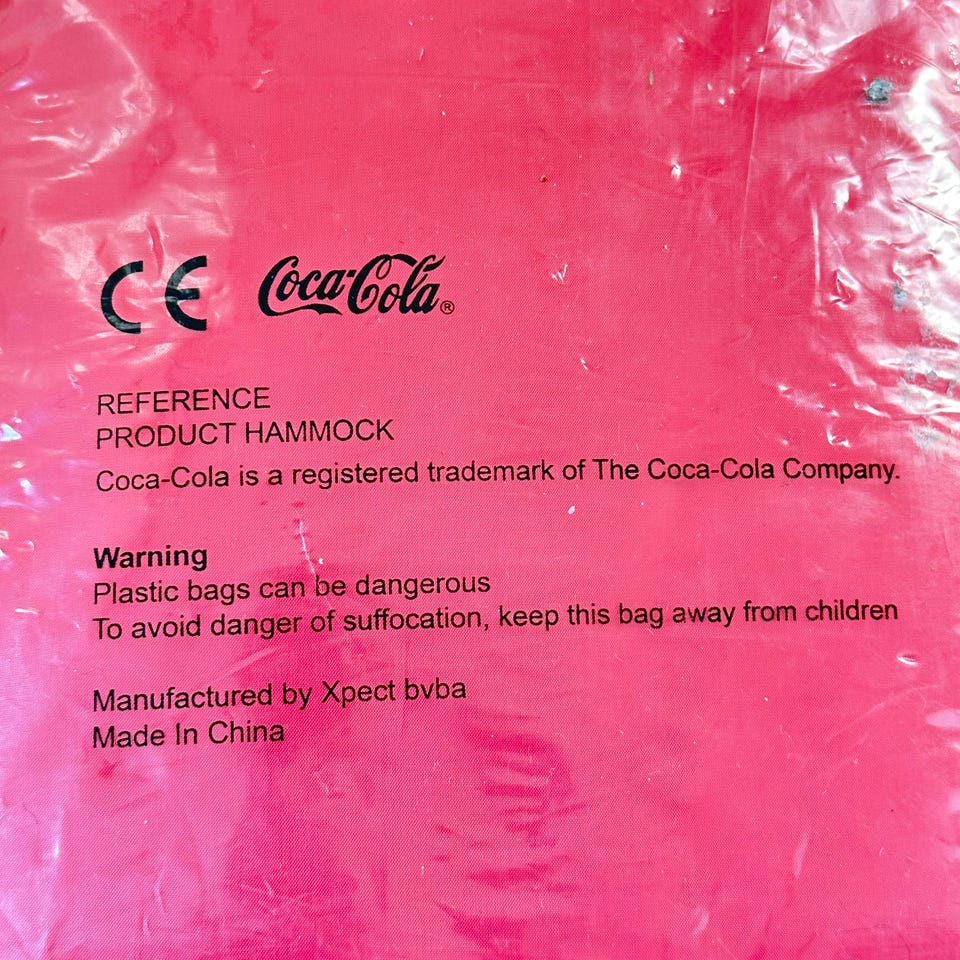 CE Coca-Cola®
REFERENCE
PRODUCT HAMMOCK
Coca-Cola is a registered trademark of The Coca-Cola Company.
Warning
Plastic bags can be dangerous
To avoid danger of suffocation, keep this bag away from children
Manufactured by Xpect bvba
Made In China